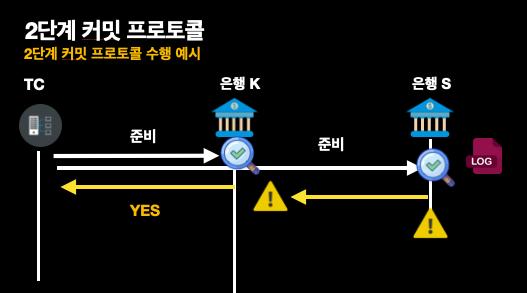 2단계 커밋 프로토콜
2단계 커밋 프로토콜 수행 예시
TC
은행 K
은행 S
준비
준비
LOG
YES